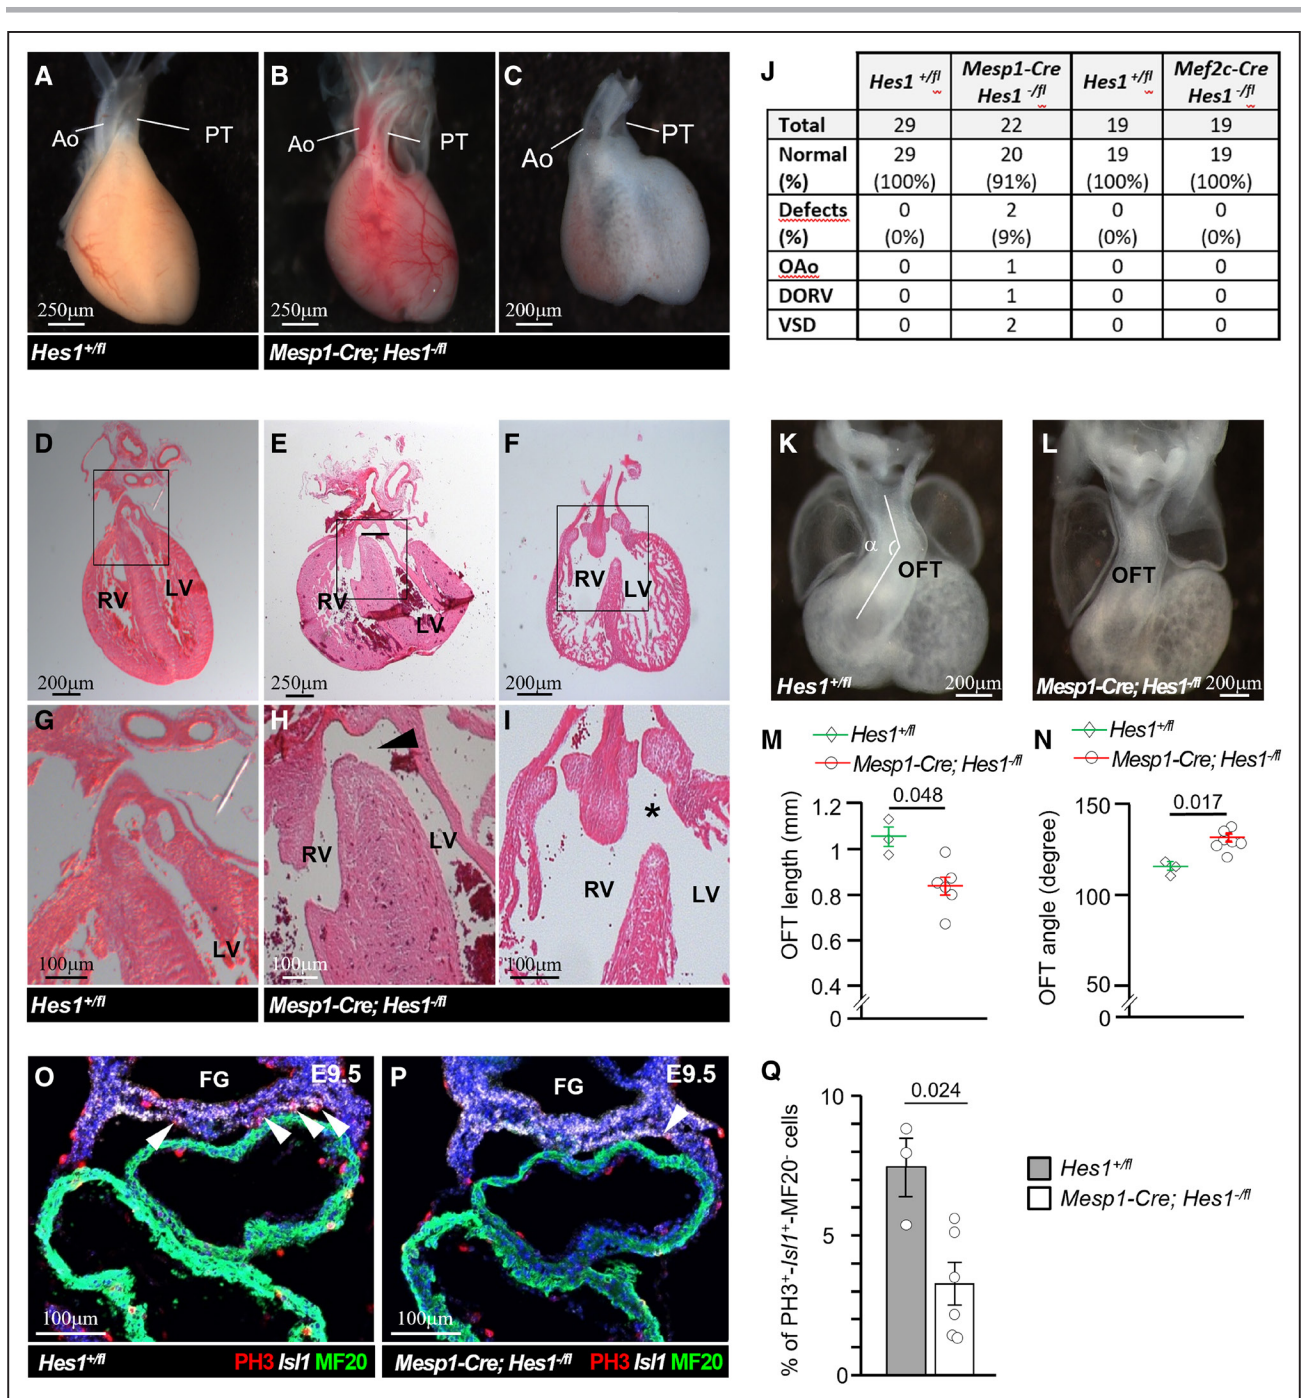 A
Ao
PT
250µm
B
Ao
PT
250µm
C
Ao
PT
200µm
Hes1+/fl
Mesp1-Cre; Hes1-/fl
J
Hes1 +/fl
Mesp1-Cre Hes1 -/fl
Hes1 +/fl
Mef2c-Cre Hes1 -/fl
Total 29 22 19 19
Normal 29 20 19 19
(%) (100%) (91%) (100%) (100%)
Defects 0 2 0 0
(%) (0%) (9%) (0%) (0%)
OAo 0 1 0 0
DORV 0 1 0 0
VSD 0 2 0 0
D
RV
LV
200µm
E
RV
LV
250µm
F
RV
LV
200µm
G
LV
100µm
H
RV
LV
100µm
I
*
RV
LV
100µm
Hes1+/fl
Mesp1-Cre; Hes1-/fl
K
α
OFT
Hes1+/fl
200µm
L
OFT
Mesp1-Cre; Hes1-/fl 200µm
M
Hes1+/fl
Mesp1-Cre; Hes1-/fl
0.048
OFT length (mm)
1.2
1
0.8
0.6
0.4
0
N
Hes1+/fl
Mesp1-Cre; Hes1-/fl
0.017
OFT angle (degree)
150
100
50
0
O
FG
E9.5
100µm
Hes1+/fl
PH3 Isl1 MF20
P
FG
E9.5
100µm
Mesp1-Cre; Hes1-/fl
PH3 Isl1 MF20
Q
0.024
% of PH3+-Isl1+-MF20- cells
10
5
0
Hes1+/fl
Mesp1-Cre; Hes1-/fl